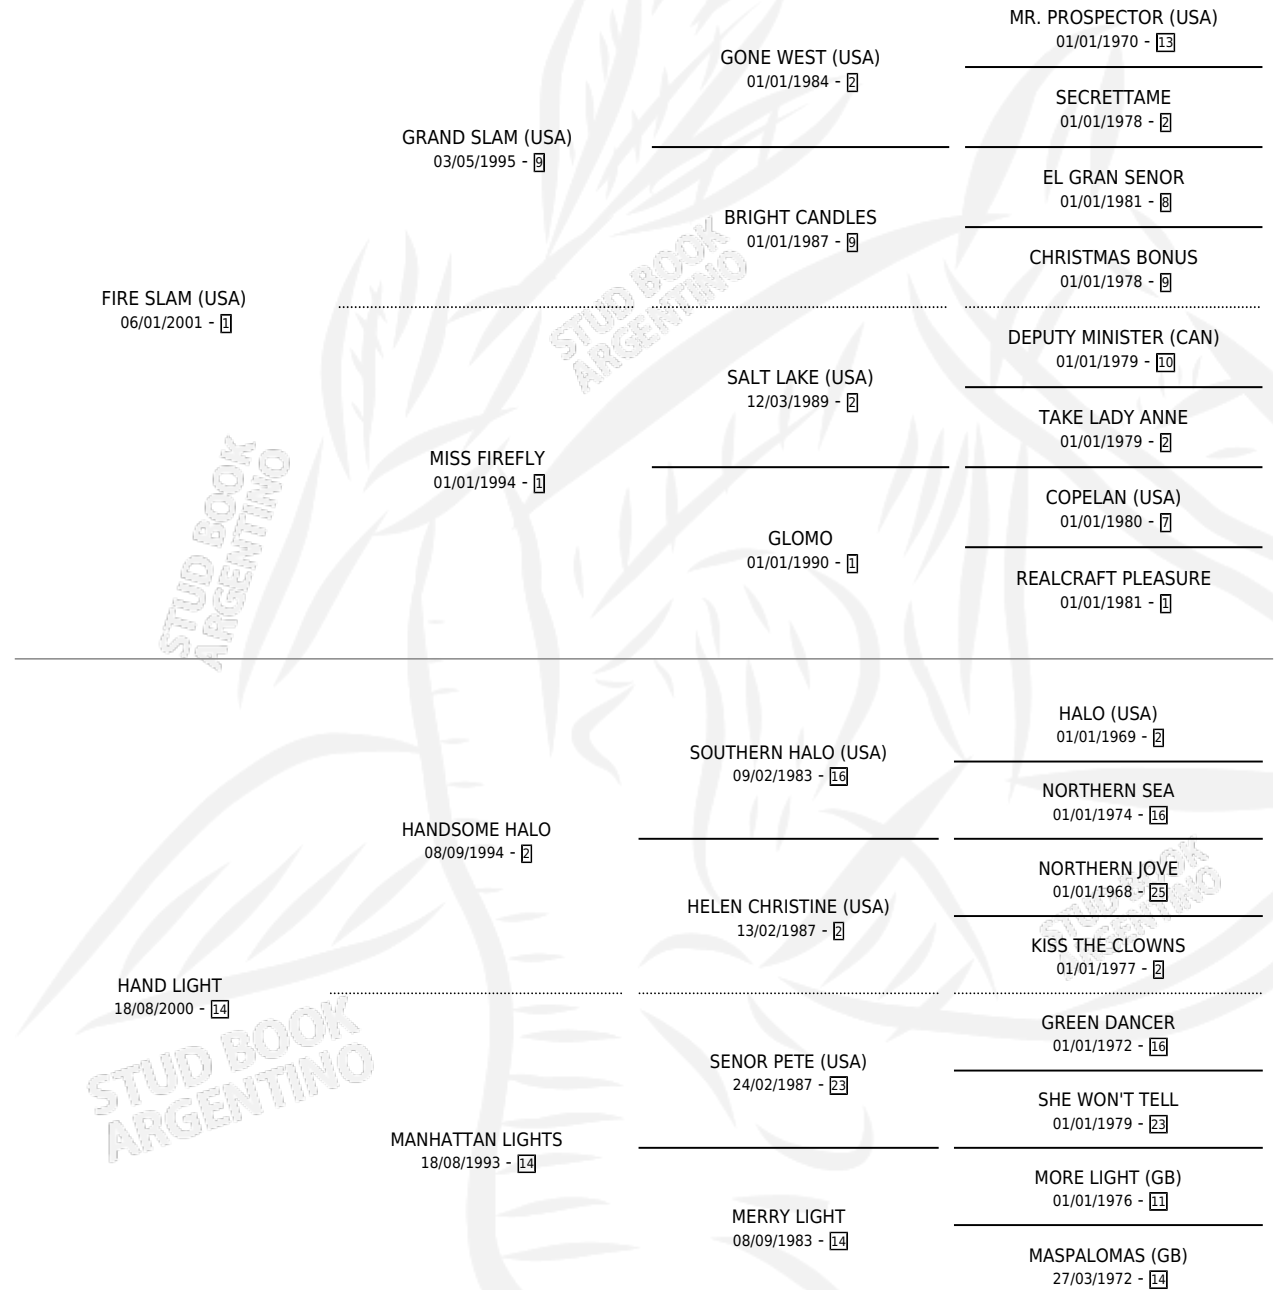 MR. PROSPECTOR (USA)
01/01/1970 - 13
GONE WEST (USA)
01/01/1984 - 2
SECRETTAME
01/01/1978 - 2
GRAND SLAM (USA)
03/05/1995 - 9
EL GRAN SENOR
01/01/1981 - 8
BRIGHT CANDLES
01/01/1987 - 9
CHRISTMAS BONUS
01/01/1978 - 9
FIRE SLAM (USA)
06/01/2001 - 1
DEPUTY MINISTER (CAN)
01/01/1979 - 10
SALT LAKE (USA)
12/03/1989 - 2
TAKE LADY ANNE
01/01/1979 - 2
MISS FIREFLY
01/01/1994 - 1
COPELAN (USA)
01/01/1980 - 7
GLOMO
01/01/1990 - 1
REALCRAFT PLEASURE
01/01/1981 - 1
STUD BOOK
ARGENTINO
STUD BOOK
ARGENTINO
HALO (USA)
01/01/1969 - 2
SOUTHERN HALO (USA)
09/02/1983 - 16
NORTHERN SEA
01/01/1974 - 16
HANDSOME HALO
08/09/1994 - 2
NORTHERN JOVE
01/01/1968 - 25
HELEN CHRISTINE (USA)
13/02/1987 - 2
KISS THE CLOWNS
01/01/1977 - 2
STUD BOOK
ARGENTINO
HAND LIGHT
18/08/2000 - 14
GREEN DANCER
01/01/1972 - 16
SENOR PETE (USA)
24/02/1987 - 23
SHE WON'T TELL
01/01/1979 - 23
MANHATTAN LIGHTS
18/08/1993 - 14
MORE LIGHT (GB)
01/01/1976 - 11
MERRY LIGHT
08/09/1983 - 14
MASPALOMAS (GB)
27/03/1972 - 14
STUD BOOK
ARGENTINO